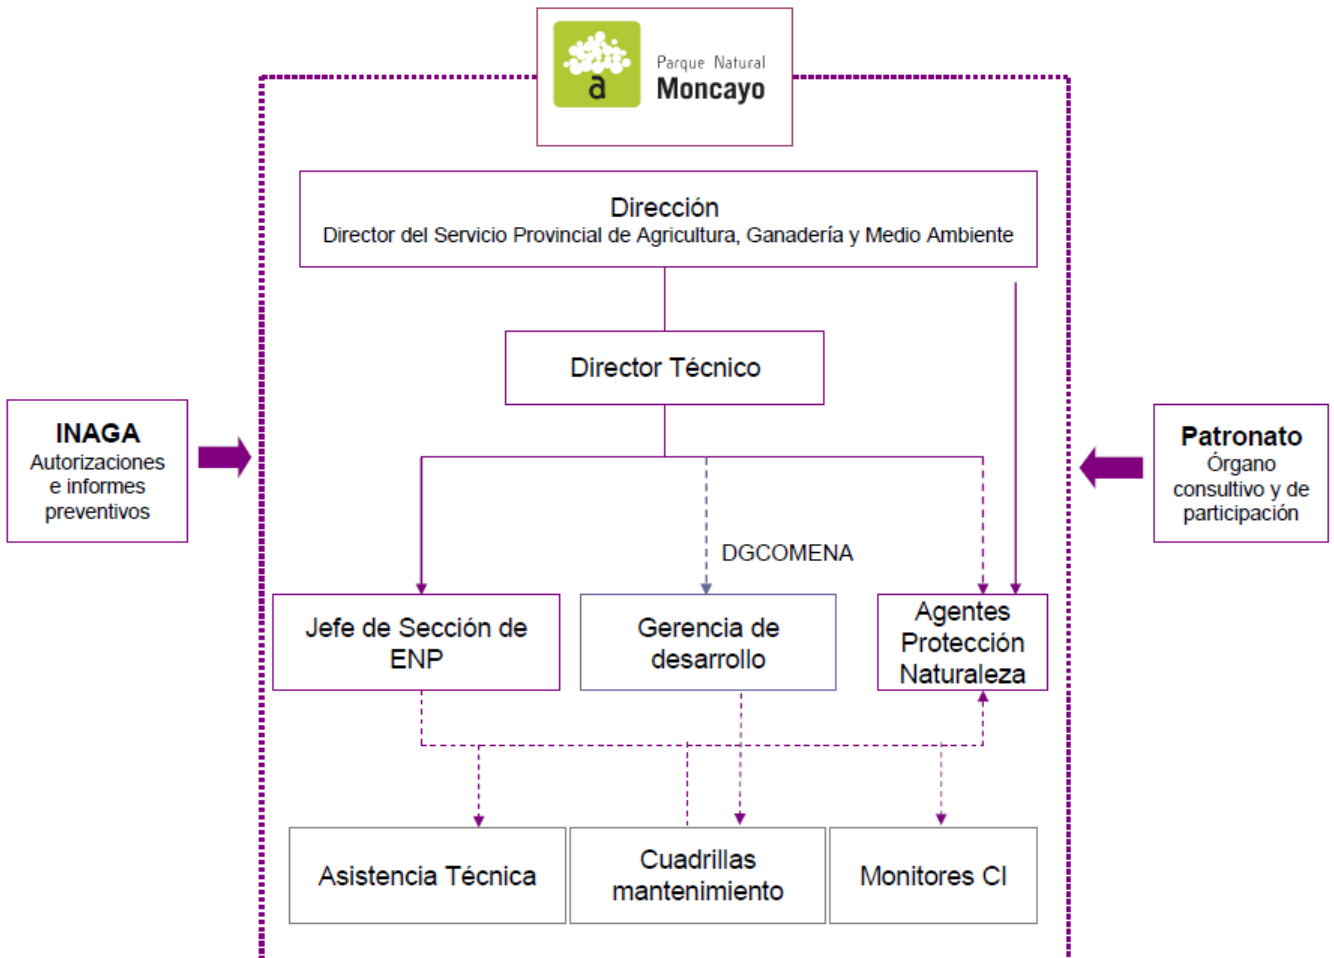 Parque Natural
Moncayo
a
Dirección
Director del Servicio Provincial de Agricultura, Ganadería y Medio Ambiente
Director Técnico
INAGA
Autorizaciones
e informes
preventivos
Patronato
Órgano
consultivo y de
participación
DGCOMENA
Jefe de Sección de
ENP
Gerencia de
desarrollo
Agentes
Protección
Naturaleza
Asistencia Técnica
Cuadrillas
mantenimiento
Monitores CI